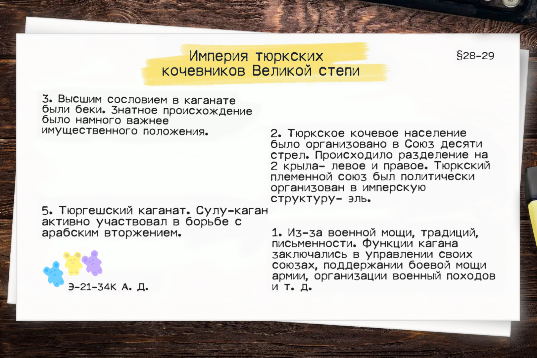 Империя тюркских
кочевников Великой степи
§28-29
3. Высшим сословием в каганате
были беки. Знатное происхождение
было намного важнее
имущественного положения.
2. Тюркское кочевое население
было организовано в Союз десяти
стрел. Происходило разделение на
2 крыла- левое и правое. Тюркский
племенной союз был политически
организован в имперскую
структуру- эль.
5. Тюргешский каганат. Сулу-каган
активно участвовал в борьбе с
арабским вторжением.
1. Из-за военной мощи, традиций,
письменности. Функции кагана
заключались в управлении своих
союзах, поддержании боевой мощи
армии, организации военный походов
и т. д.
Э-21-34К А. Д.